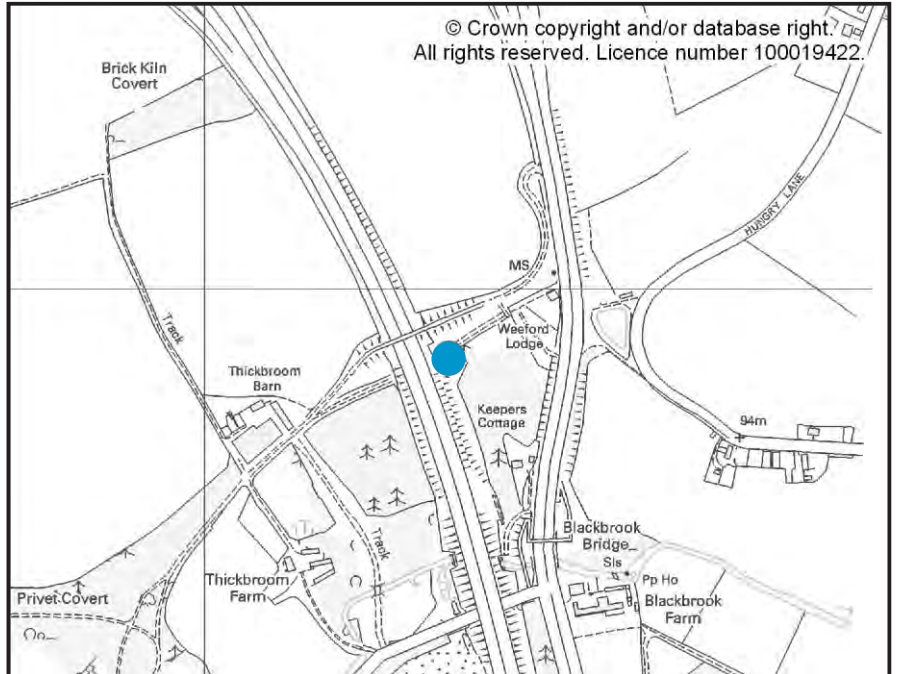 © Crown copyright and/or database right.
All rights reserved. Licence number 100019422.
Brick Kiln
Covert
HUNGRY LANE
MS
Track
Weeford
Lodge
Thickbroom
Barn
Keepers
Cottage
94m
Track
Blackbrook
Bridge
Sls
Pp Ho
Thickbroom
Farm
Blackbrook
Farm
Privet Covert